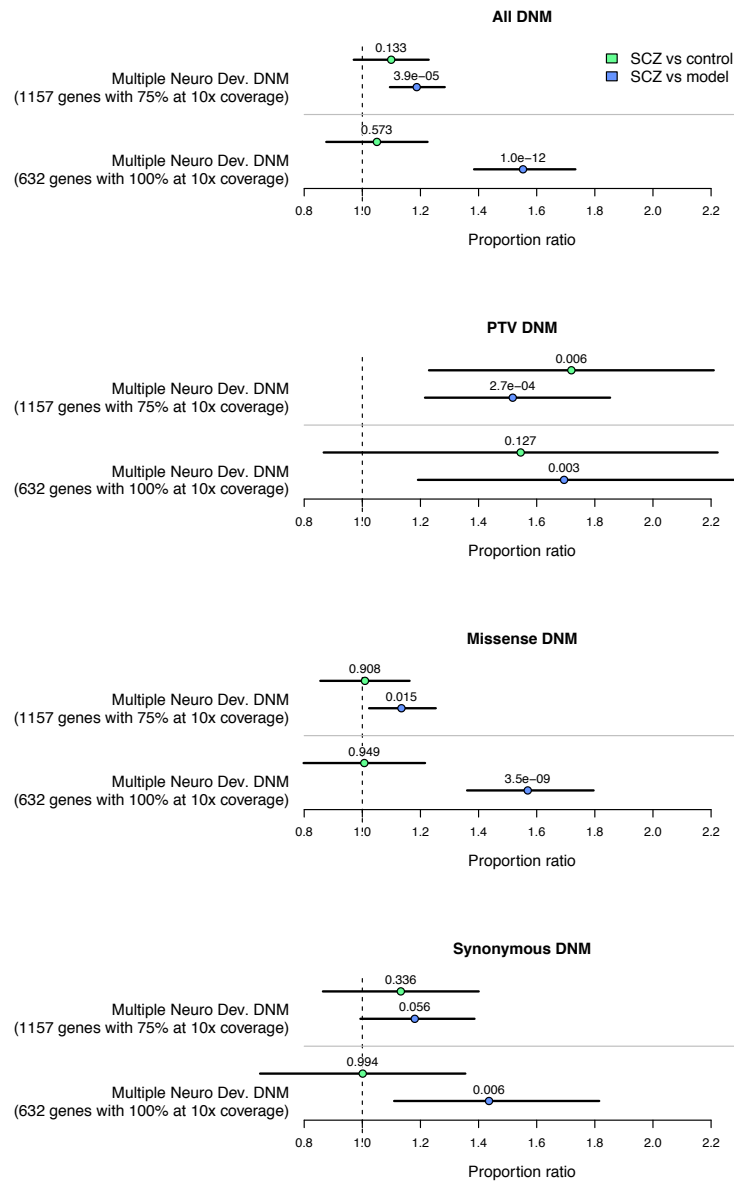 All DNM
0.133
SCZ vs control
Multiple Neuro Dev. DNM
3.9e−05
SCZ vs model
(1157 genes with 75% at 10x coverage)
0.573
Multiple Neuro Dev. DNM
1.0e−12
(632 genes with 100% at 10x coverage)
0.8 1.0 1.2 1.4 1.6 1.8 2.0 2.2
Proportion ratio
PTV DNM
0.006
Multiple Neuro Dev. DNM
2.7e−04
(1157 genes with 75% at 10x coverage)
0.127
Multiple Neuro Dev. DNM
0.003
(632 genes with 100% at 10x coverage)
0.8 1.0 1.2 1.4 1.6 1.8 2.0 2.2
Proportion ratio
Missense DNM
0.908
Multiple Neuro Dev. DNM
0.015
(1157 genes with 75% at 10x coverage)
0.949
Multiple Neuro Dev. DNM
3.5e−09
(632 genes with 100% at 10x coverage)
0.8 1.0 1.2 1.4 1.6 1.8 2.0 2.2
Proportion ratio
Synonymous DNM
0.336
Multiple Neuro Dev. DNM
0.056
(1157 genes with 75% at 10x coverage)
0.994
Multiple Neuro Dev. DNM
0.006
(632 genes with 100% at 10x coverage)
0.8 1.0 1.2 1.4 1.6 1.8 2.0 2.2
Proportion ratio